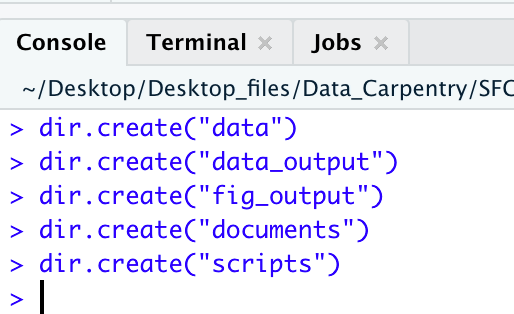 Console Terminal × Jobs ×
~/Desktop/Desktop_files/Data_Carpentry/SFC
> dir.create("data")
> dir.create("data_output")
> dir.create("fig_output")
> dir.create("documents")
> dir.create("scripts")
>